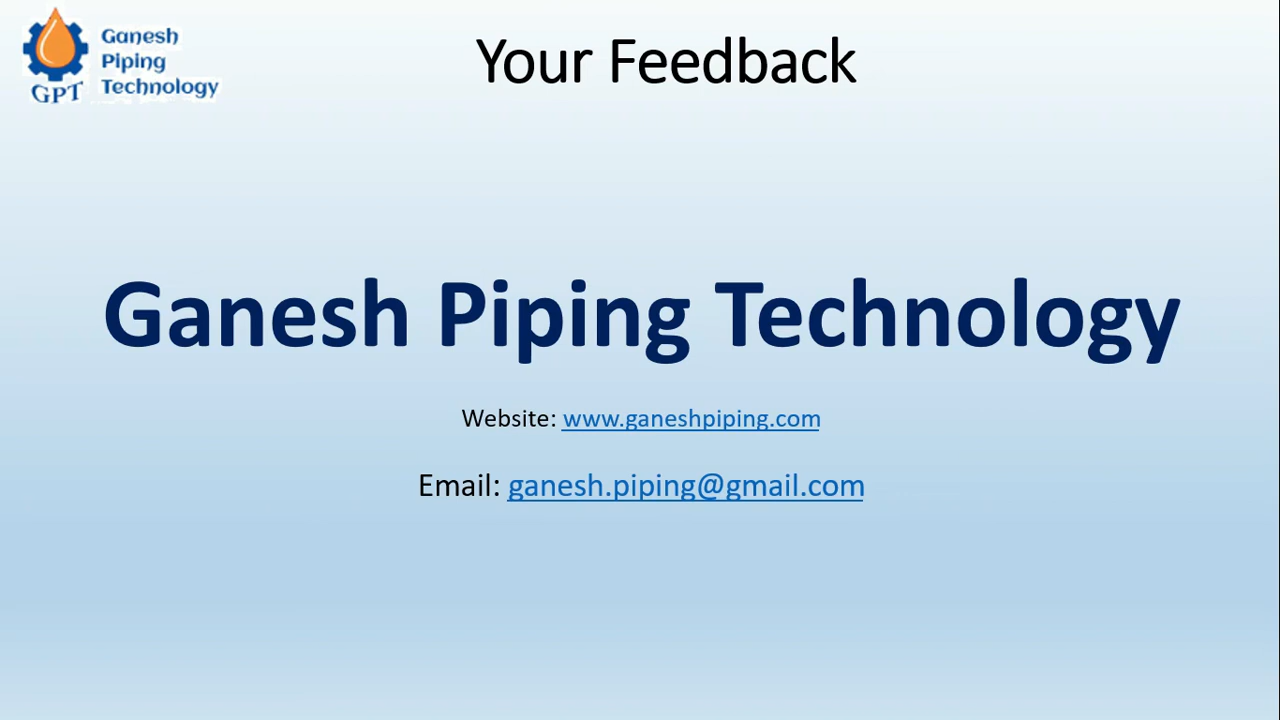 Ganesh
Piping
Technology
GPT
Your Feedback
Ganesh Piping Technology
Website: www.ganeshpiping.com
Email: ganesh.piping@gmail.com